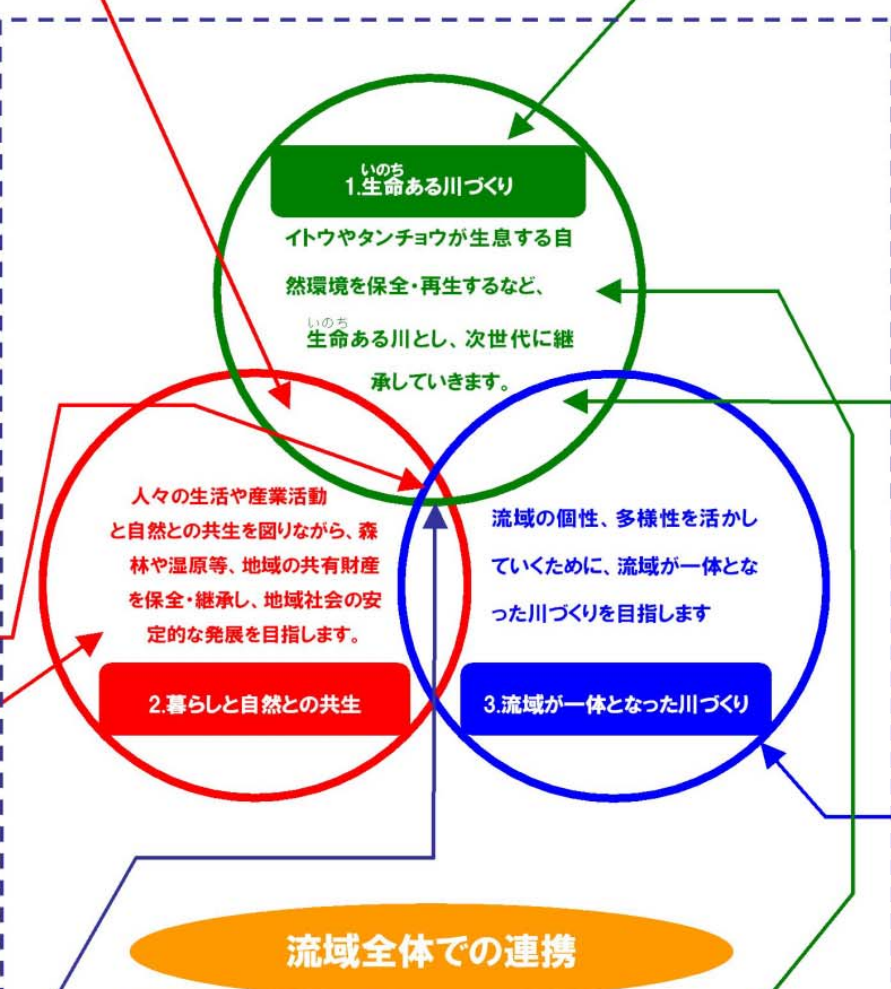 いのち
1.生命ある川づくり
イトウやタンチョウが生息する自
然環境を保全・再生するなど、
いのち
生命ある川とし、次世代に継
承していきます。
人々の生活や産業活動
と自然との共生を図りながら、森
林や湿原等、地域の共有財産
を保全・継承し、地域社会の安
定的な発展を目指します。
2.暮らしと自然との共生
流域の個性、多様性を活かし
ていくために、流域が一体とな
った川づくりを目指します
3.流域が一体となった川づくり
流域全体での連携